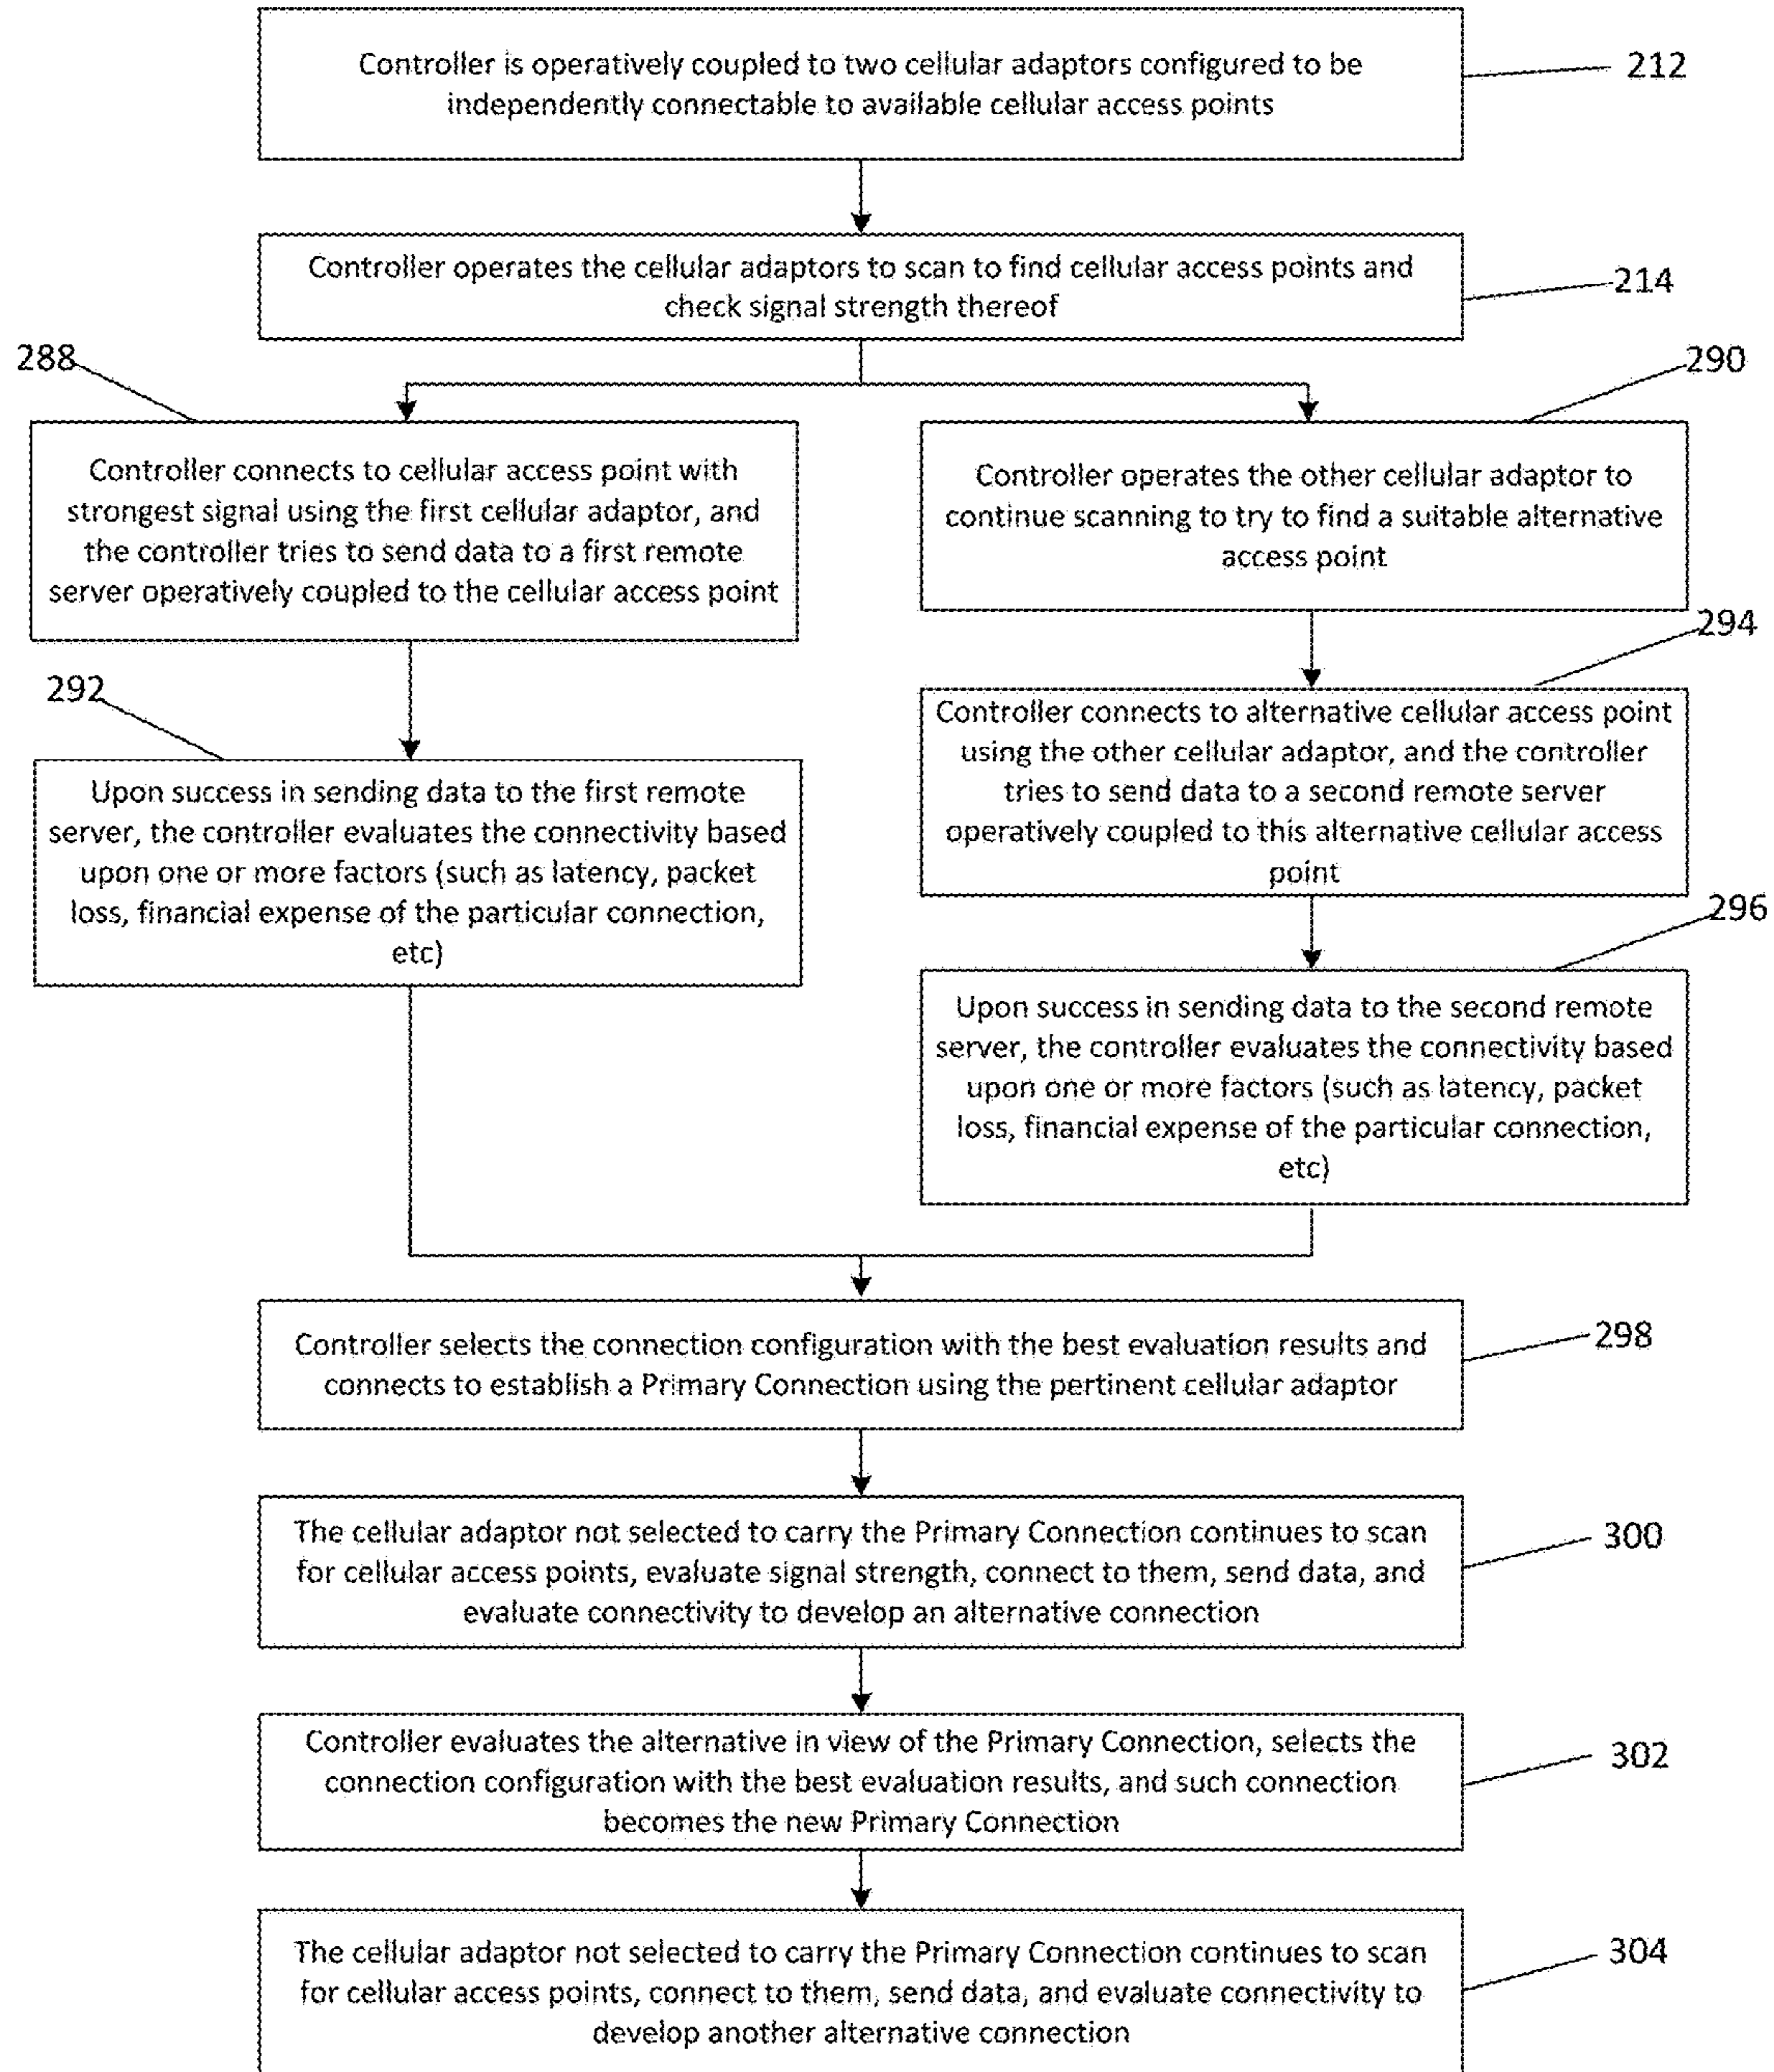 Controller is operatively coupled to two cellular adaptors configured to be
independently connectable to available cellular access points
212
Controller operates the cellular adaptors to scan to find cellular access points and
check signal strength thereof
214
288
290
Controller connects to cellular access point with
strongest signal using the first cellular adaptor, and
the controller tries to send data to a first remote
server operatively coupled to the cellular access point
Controller operates the other cellular adaptor to
continue scanning to try to find a suitable alternative
access point
294
292
Controller connects to alternative cellular access point
using the other cellular adaptor, and the controller
tries to send data to a second remote server
operatively coupled to this alternative cellular access
point
Upon success in sending data to the first remote
server, the controller evaluates the connectivity based
upon one or more factors (such as latency, packet
loss, financial expense of the particular connection,
etc)
296
Upon success in sending data to the second remote
server, the controller evaluates the connectivity based
upon one or more factors (such as latency, packet
loss, financial expense of the particular connection,
etc)
Controller selects the connection configuration with the best evaluation results and
connects to establish a Primary Connection using the pertinent cellular adaptor
298
The cellular adaptor not selected to carry the Primary Connection continues to scan
for cellular access points, evaluate signal strength, connect to them, send data, and
evaluate connectivity to develop an alternative connection
300
Controller evaluates the alternative in view of the Primary Connection, selects the
connection configuration with the best evaluation results, and such connection
becomes the new Primary Connection
302
The cellular adaptor not selected to carry the Primary Connection continues to scan
for cellular access points, connect to them, send data, and evaluate connectivity to
develop another alternative connection
304